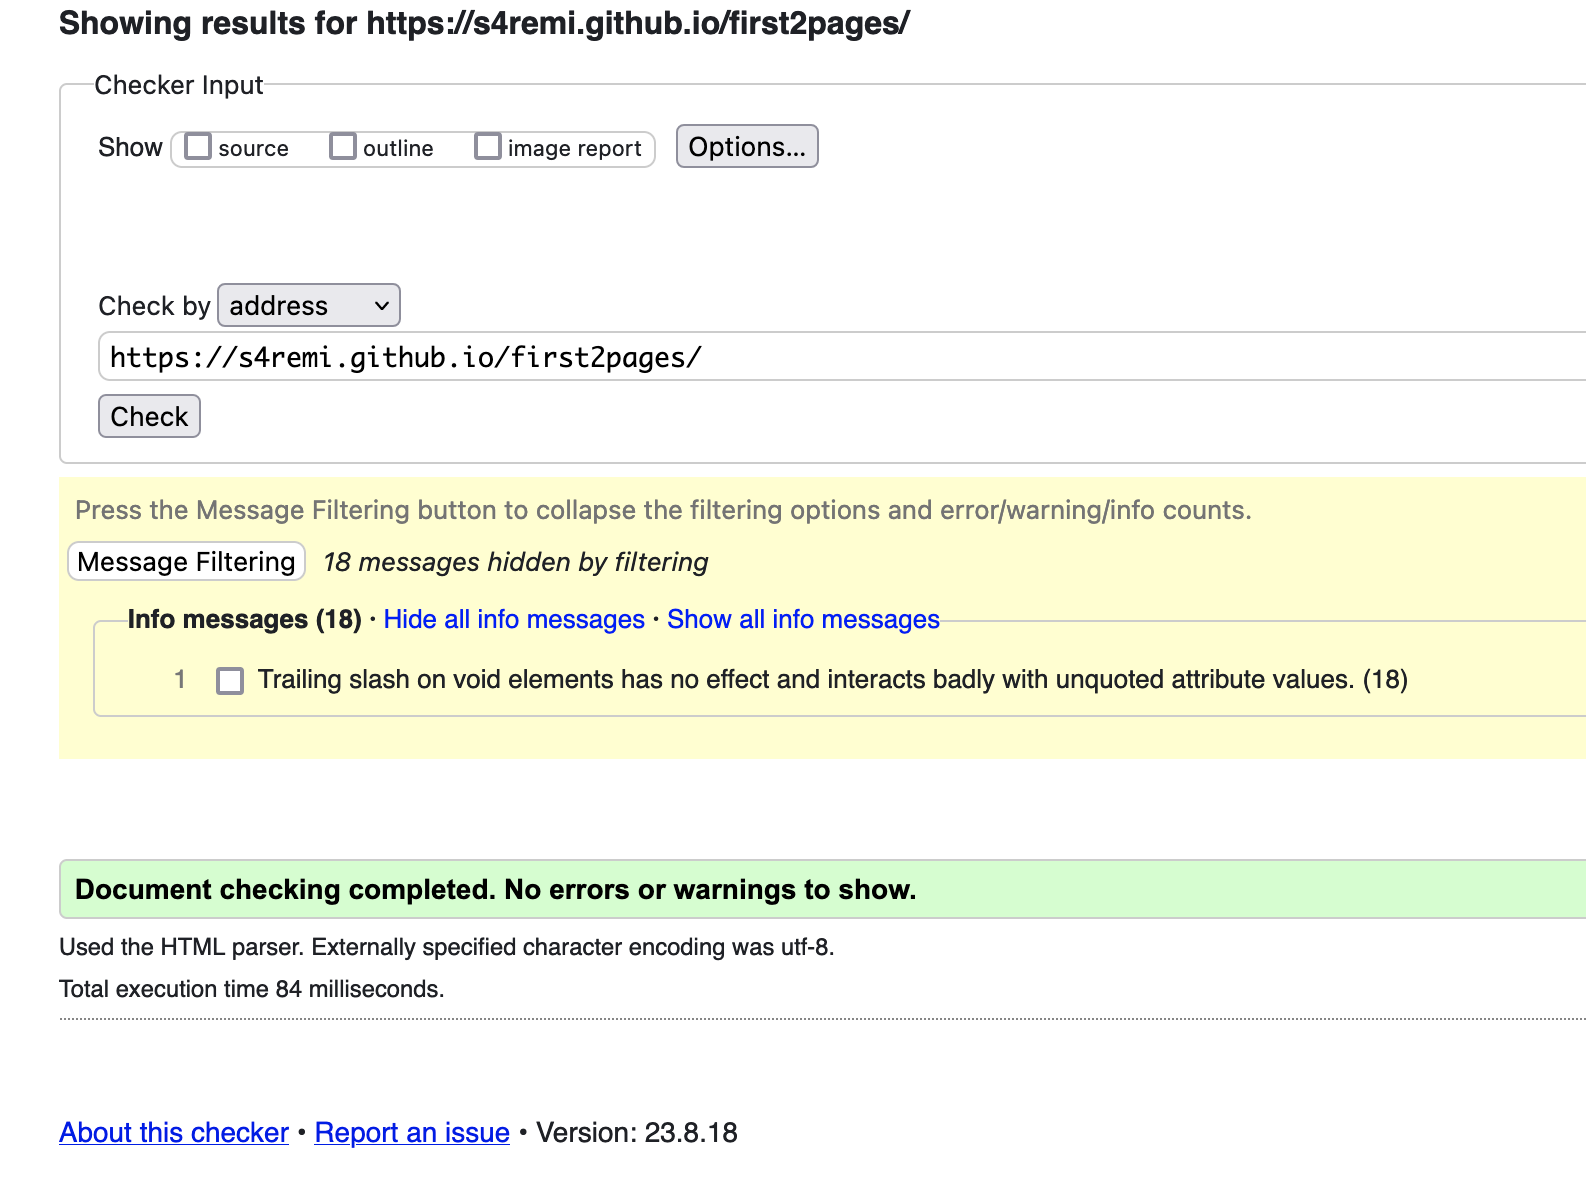 Showing results for https://s4remi.github.io/first2pages/
Checker Input
Show source outline image report Options...
Check by address
https://s4remi.github.io/first2pages/
Check
Press the Message Filtering button to collapse the filtering options and error/warning/info counts.
Message Filtering 18 messages hidden by filtering
Info messages (18) · Hide all info messages · Show all info messages
1 Trailing slash on void elements has no effect and interacts badly with unquoted attribute values. (18)
Document checking completed. No errors or warnings to show.
Used the HTML parser. Externally specified character encoding was utf-8.
Total execution time 84 milliseconds.
About this checker • Report an issue • Version: 23.8.18